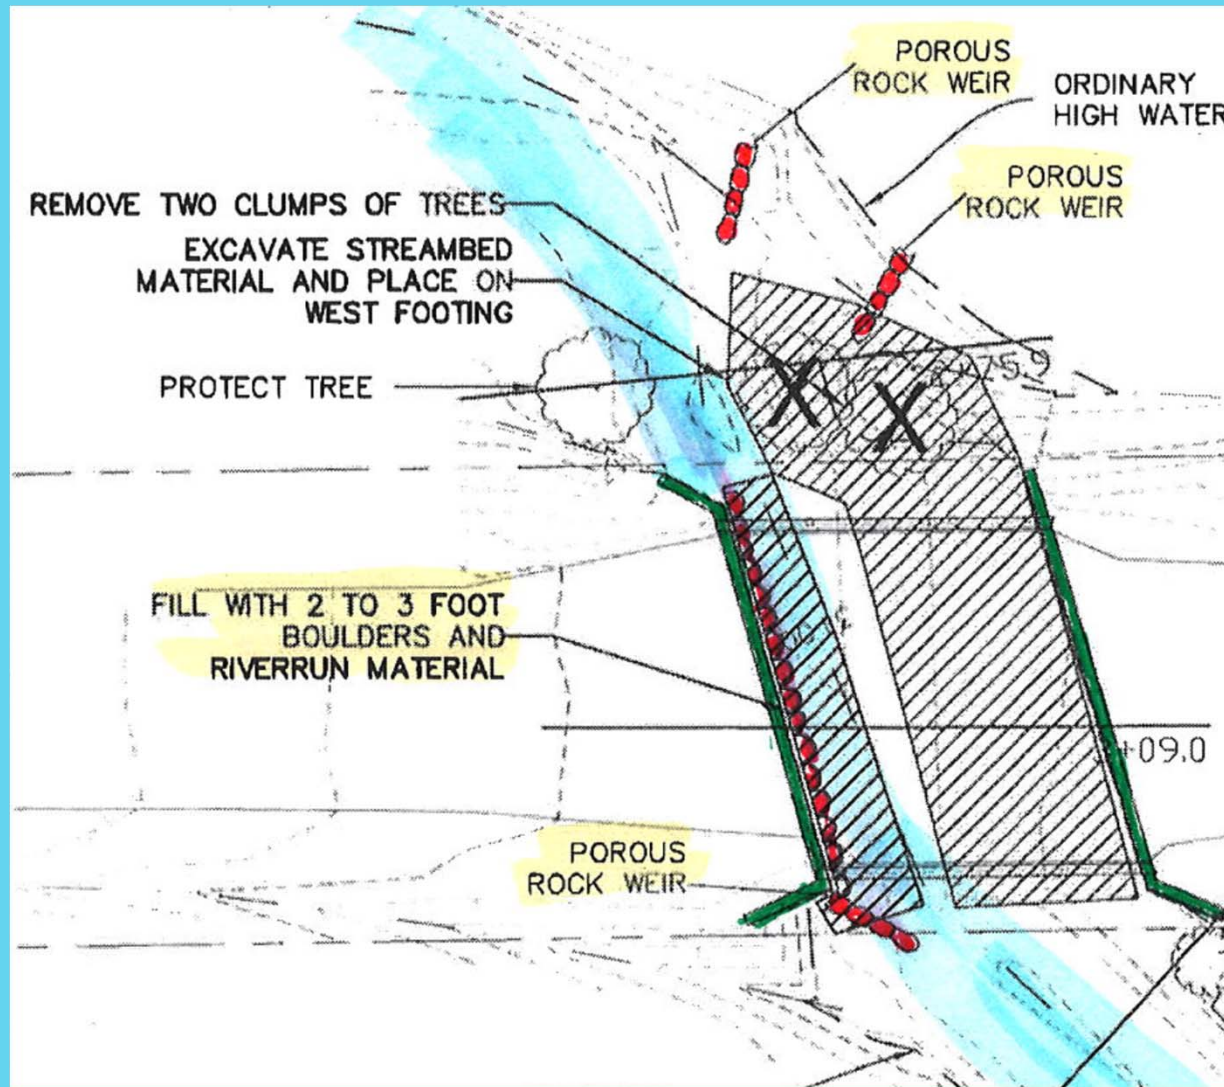 POROUS
ROCK WEIR
ORDINARY
HIGH WATER
POROUS
ROCK WEIR
REMOVE TWO CLUMPS OF TREES
EXCAVATE STREAMBED
MATERIAL AND PLACE ON
WEST FOOTING
PROTECT TREE
X X
FILL WITH 2 TO 3 FOOT
BOULDERS AND
RIVERRUN MATERIAL
+09.0
POROUS
ROCK WEIR